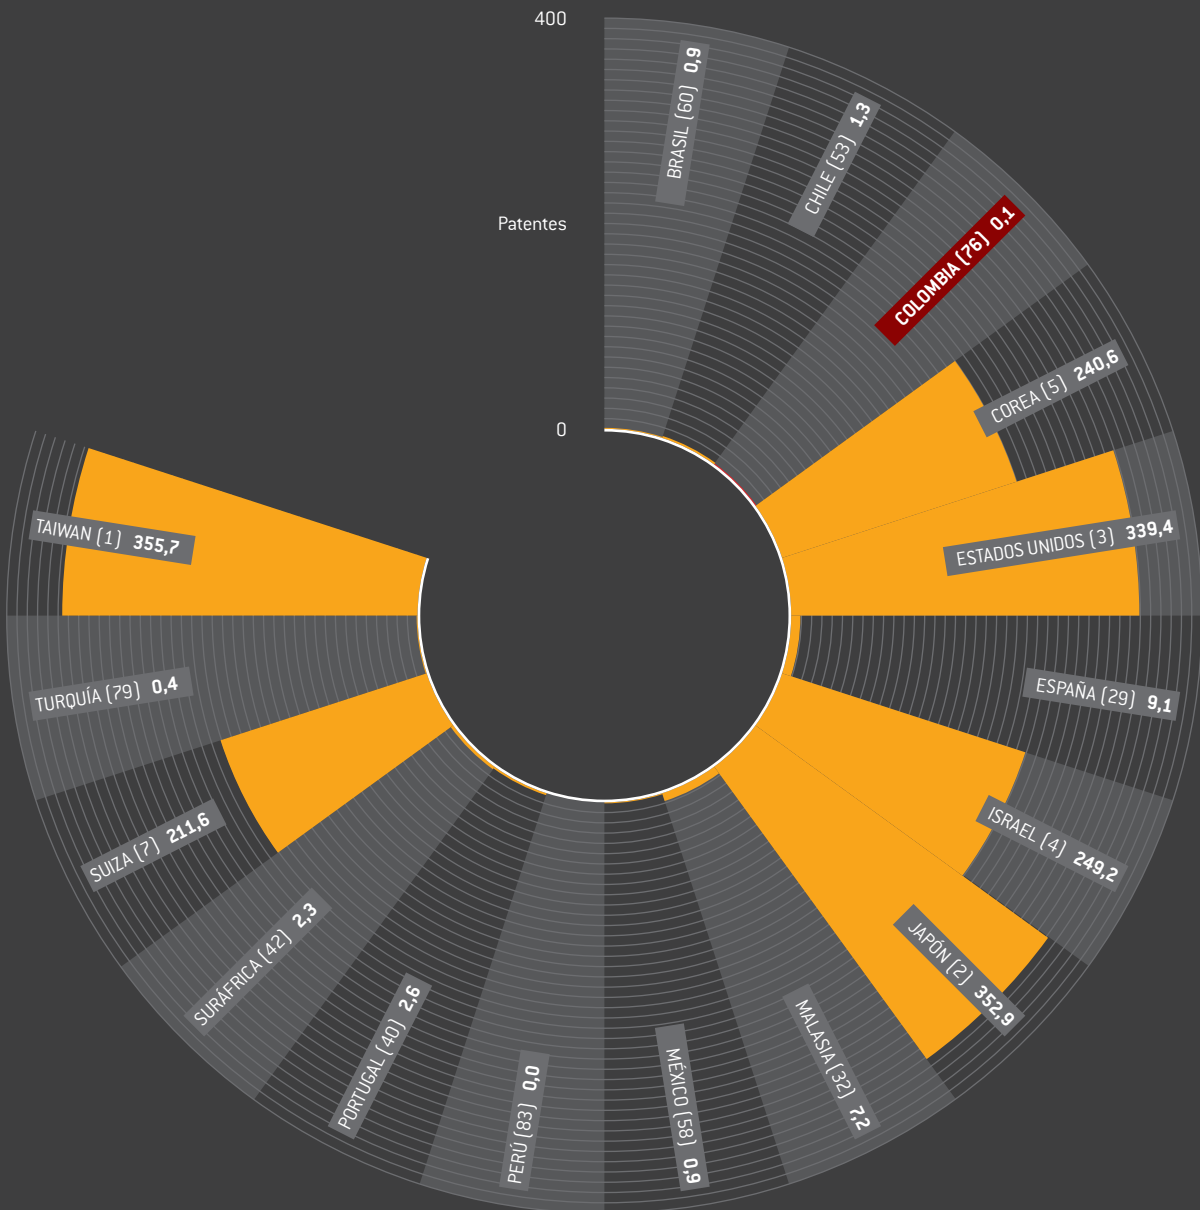 400
Patentes
0
BRASIL (60) 0,9
CHILE (53) 1,3
COLOMBIA (76) 0,1
COREA (5) 240,6
ESTADOS UNIDOS (3) 339,4
ESPAÑA (29) 9,1
ISRAEL (4) 249,2
JAPÓN (2) 352,9
MALASIA (32) 7,2
MÉXICO (58) 0,9
PERÚ (83) 0,0
PORTUGAL (40) 2,6
SURÁFRICA (42) 2,3
SUIZA (7) 211,6
TURQUÍA (79) 0,4
TAIWAN (1) 355,7